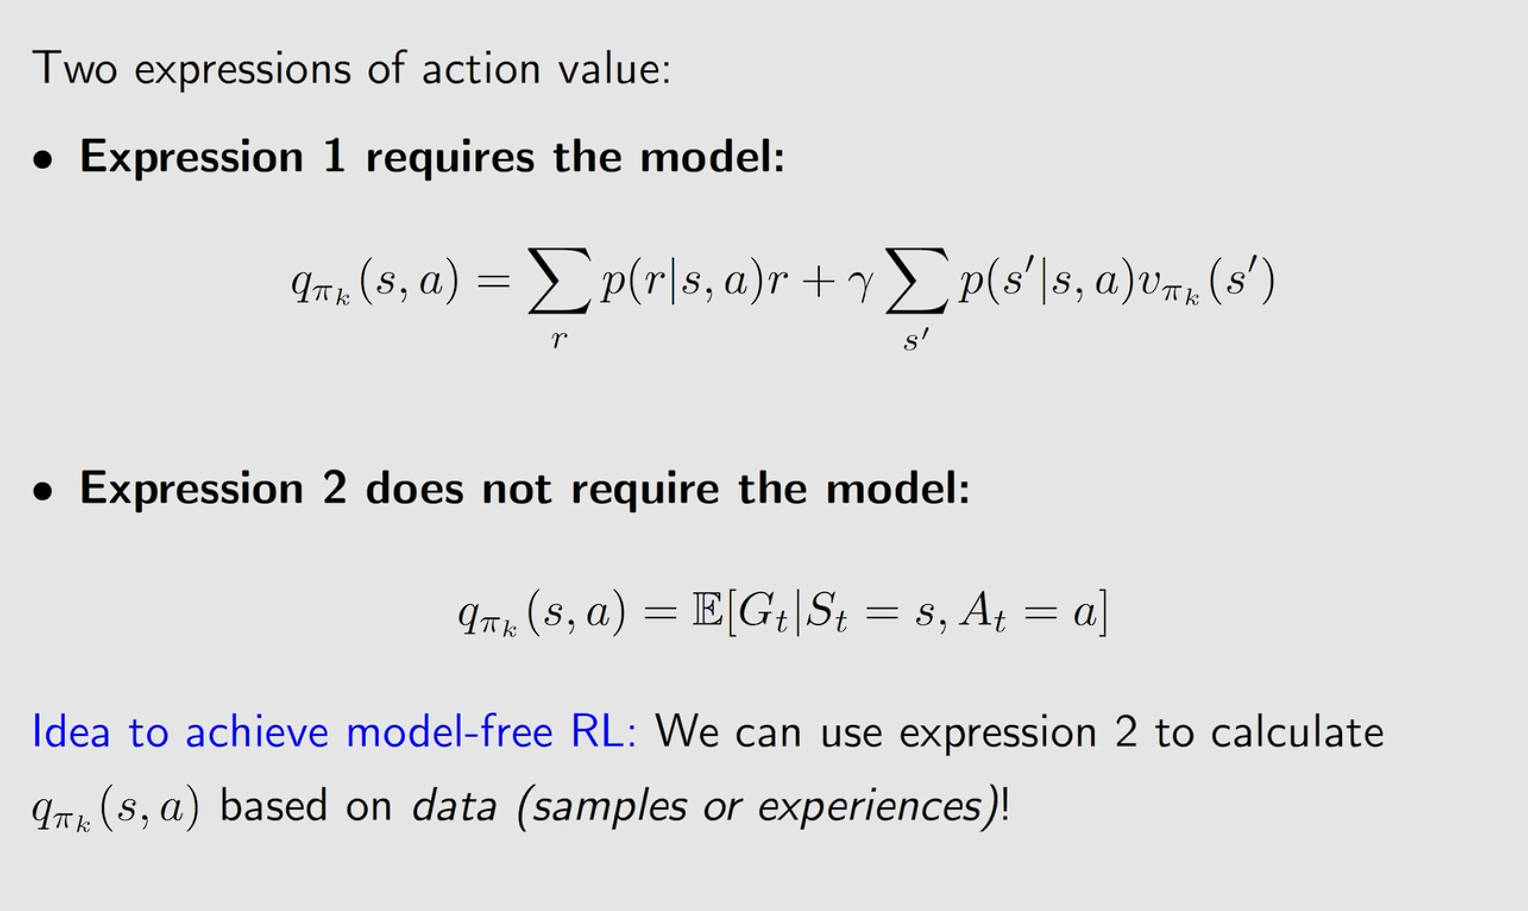 Two expressions of action value:
• Expression 1 requires the model:
$q_{\pi_k}(s, a) = \sum_{r} p(r|s, a)r + \gamma \sum_{s'} p(s'|s, a)v_{\pi_k}(s')$
• Expression 2 does not require the model:
$q_{\pi_k}(s, a) = \mathbb{E}[G_t|S_t = s, A_t = a]$
Idea to achieve model-free RL: We can use expression 2 to calculate
$q_{\pi_k}(s, a)$ based on data (samples or experiences)!